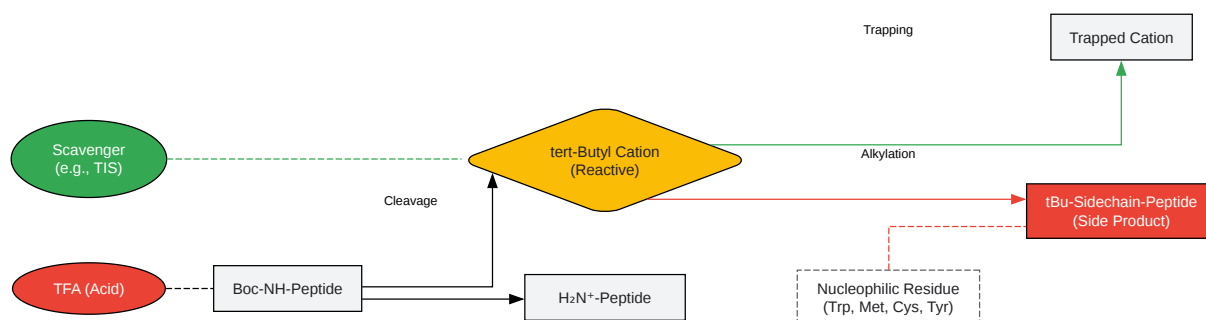 Trapping
Trapped Cation
Scavenger
(e.g., TIS)
tert-Butyl Cation
(Reactive)
Alkylation
Cleavage
tBu-Sidechain-Peptide
(Side Product)
TFA (Acid)
Boc-NH-Peptide
H₂N⁺-Peptide
Nucleophilic Residue
(Trp, Met, Cys, Tyr)